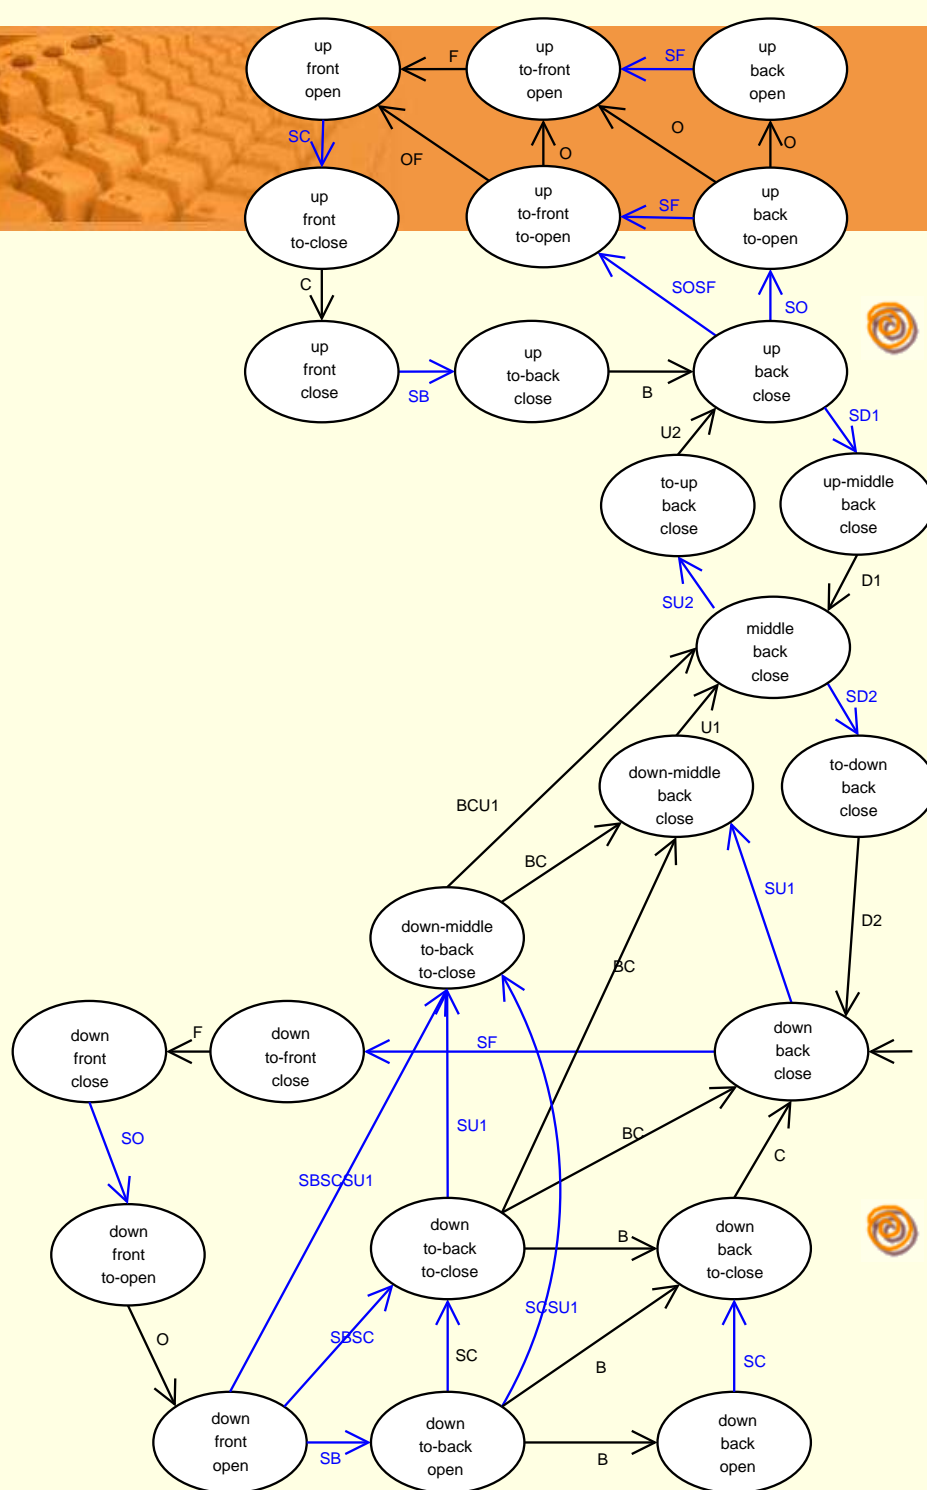 up
front
open
F
up
to-front
open
SF
up
back
open
SC
OF
O
O
O
up
front
to-close
up
to-front
to-open
SF
up
back
to-open
C
SOSF
SO
up
front
close
SB
up
to-back
close
B
up
back
close
U2
SD1
to-up
back
close
up-middle
back
close
SU2
D1
middle
back
close
SD2
U1
down-middle
back
close
to-down
back
close
BCU1
BC
SU1
D2
down-middle
to-back
to-close
BC
down
front
close
F
down
to-front
close
SF
down
back
close
SO
SU1
BC
C
SBSCSU1
down
front
to-open
down
to-back
to-close
B
down
back
to-close
O
SBSC
SCSU1
SC
B
SC
down
front
open
SB
down
to-back
open
B
down
back
open